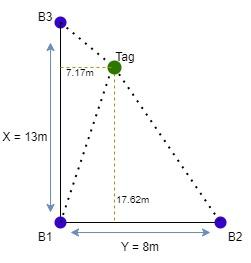 B3
Tag
7.17m
X = 13m
17.62m
B1
B2
Y = 8m